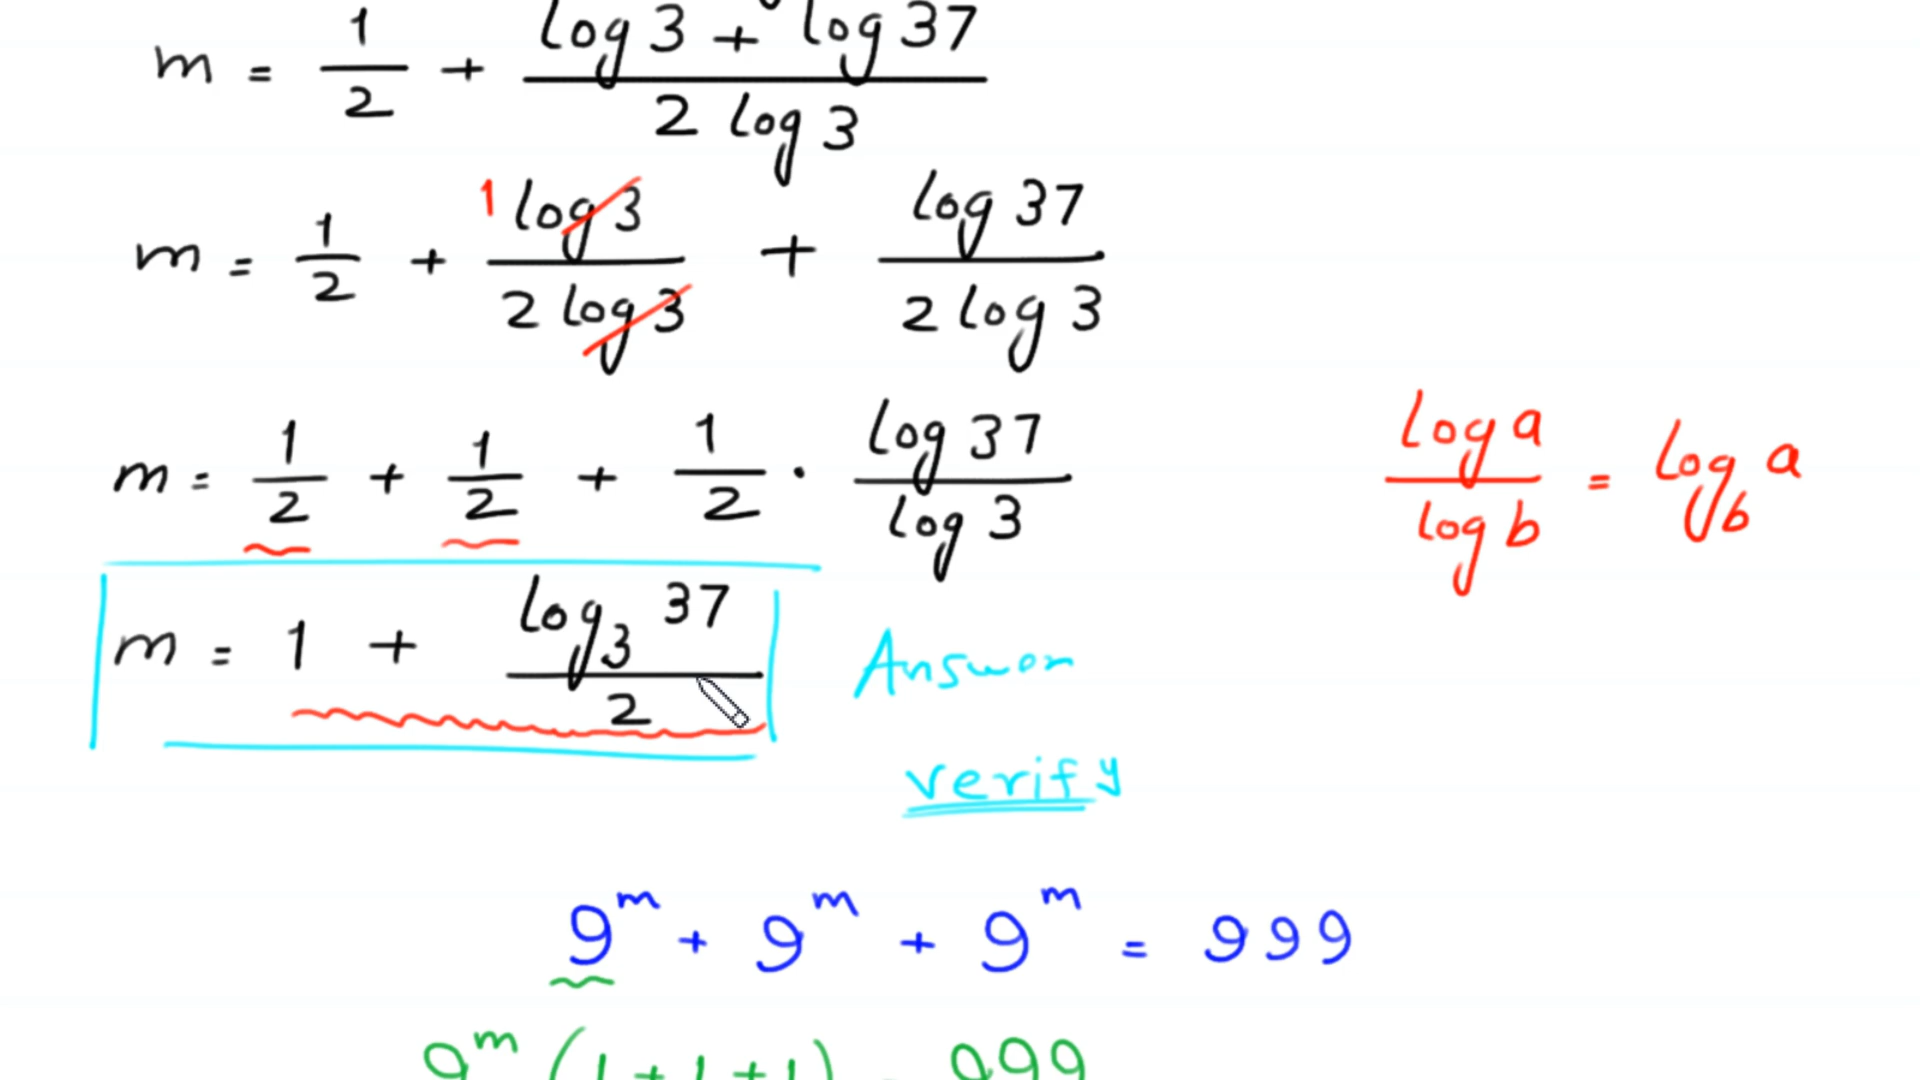 m = 1/2 + (log 3 + log 37)/(2 log 3)
m = 1/2 + 1 log 3/(2 log 3) + log 37/(2 log 3)
m = 1/2 + 1/2 + 1/2 · log 37/log 3
log a/log b = log_b a
m = 1 + log_3 37/2 Answer
verify
9^m + 9^m + 9^m = 999
9^m (1+1+1) = 999